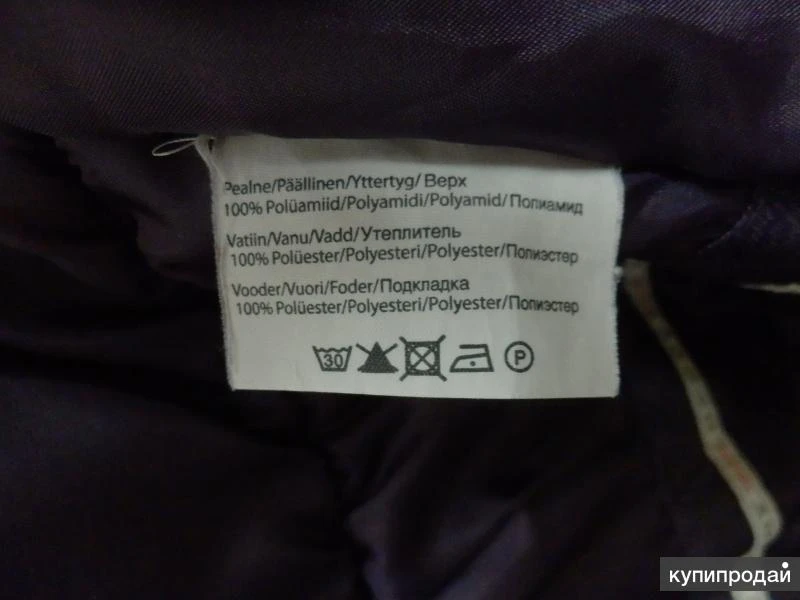 Pealne/Päällinen/Yttertyg/Верх
100% Polüamiid/Polyamidi/Polyamid/Полиамид
Vatiin/Vanu/Vadd/Утеплитель
100% Polüester/Polyesteri/Polyester/Полиэстер
Vooder/Vuori/Foder/Подкладка
100% Polüester/Polyesteri/Polyester/Полиэстер
30 P
купипродай